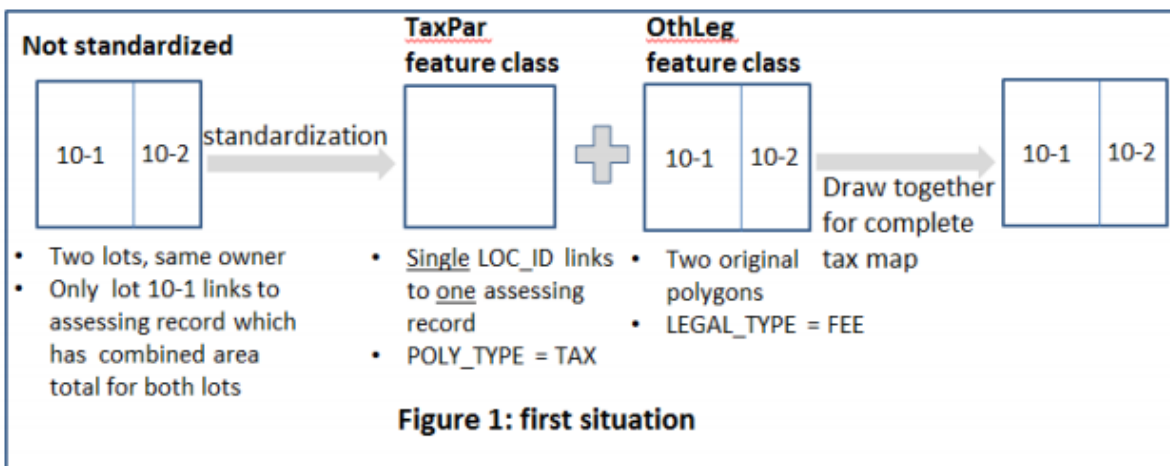 Not standardized
10-1 10-2
• Two lots, same owner
• Only lot 10-1 links to
assessing record which
has combined area
total for both lots
standardization
TaxPar
feature class
• Single LOC_ID links
to one assessing
record
• POLY_TYPE = TAX
OthLeg
feature class
10-1 10-2
• Two original
polygons
• LEGAL_TYPE = FEE
Draw together
for complete
tax map
10-1 10-2
Figure 1: first situation